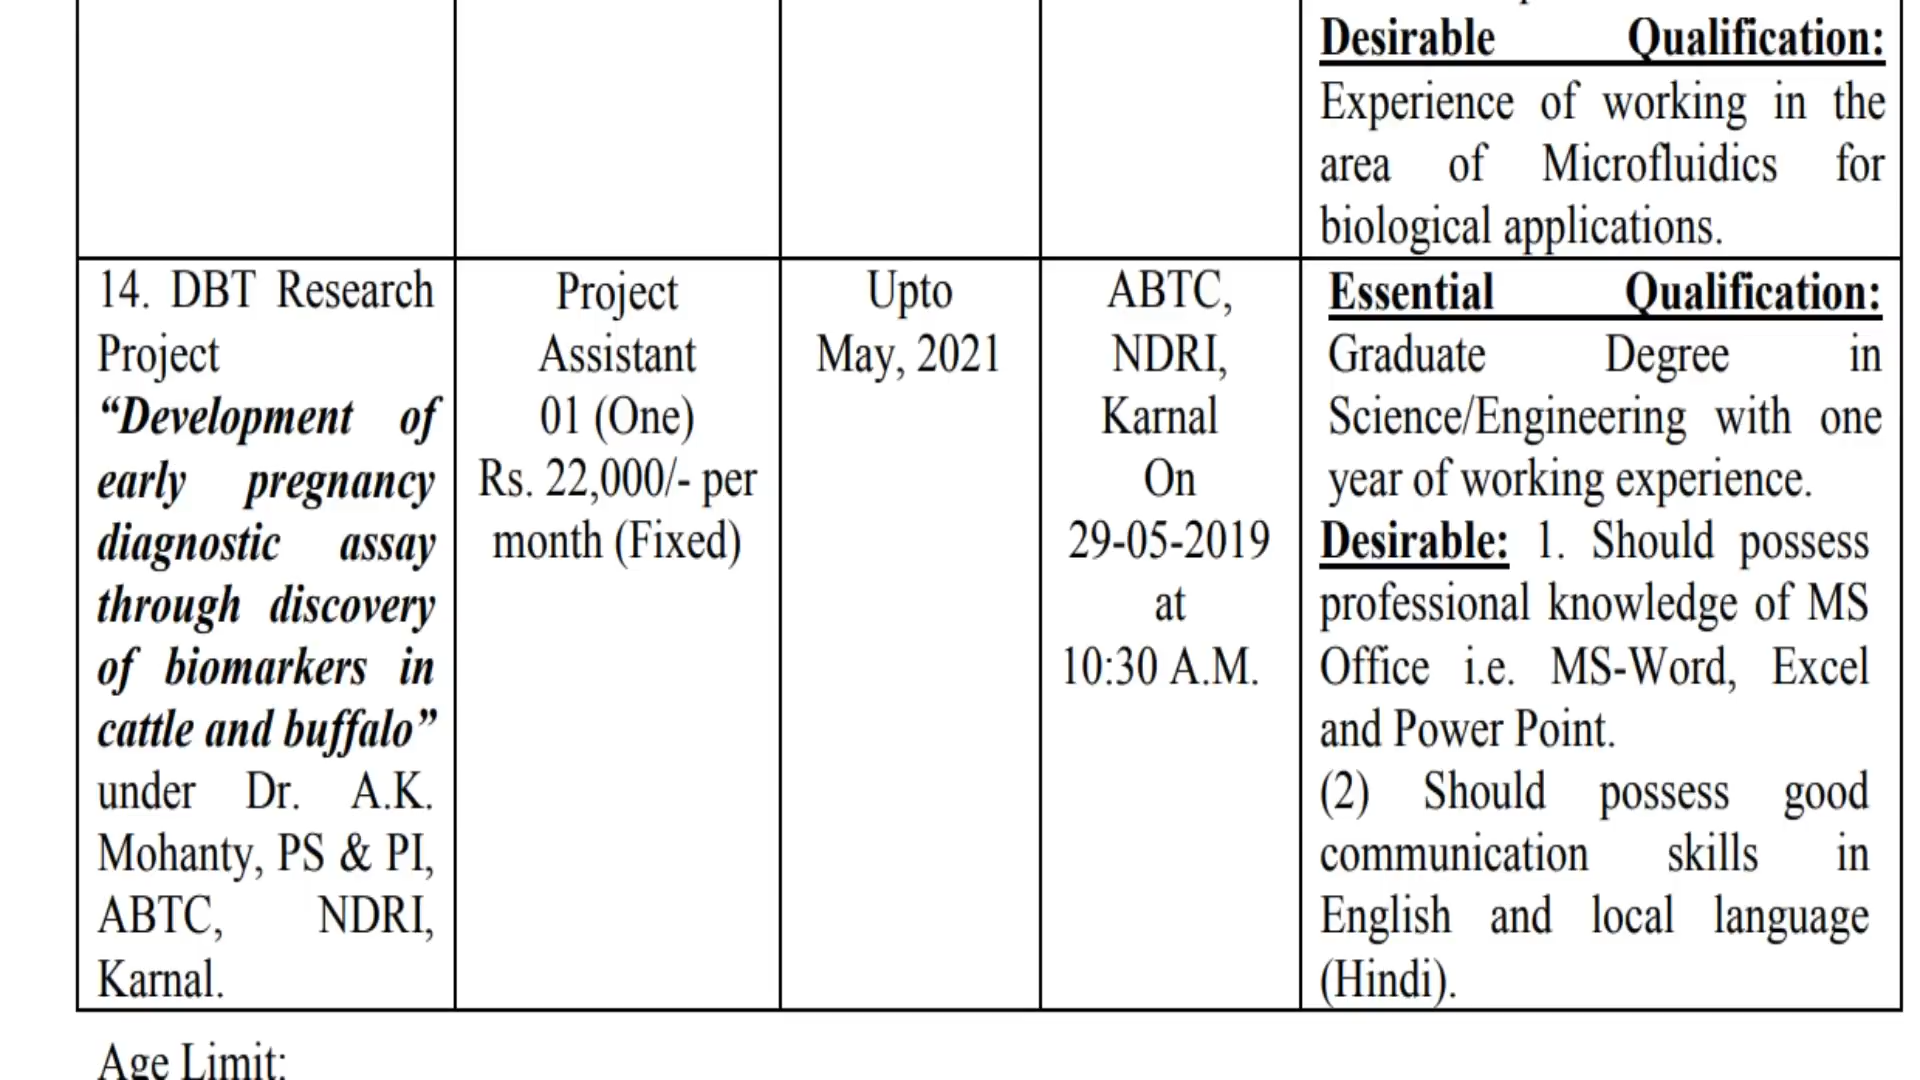 Desirable Qualification:
Experience of working in the
area of Microfluidics for
biological applications.
14. DBT Research
Project
“Development of
early pregnancy
diagnostic assay
through discovery
of biomarkers in
cattle and buffalo”
under Dr. A.K.
Mohanty, PS & PI,
ABTC, NDRI,
Karnal.
Project
Assistant
01 (One)
Rs. 22,000/- per
month (Fixed)
Upto
May, 2021
ABTC,
NDRI,
Karnal
On
29-05-2019
at
10:30 A.M.
Essential Qualification:
Graduate Degree in
Science/Engineering with one
year of working experience.
Desirable: 1. Should possess
professional knowledge of MS
Office i.e. MS-Word, Excel
and Power Point.
(2) Should possess good
communication skills in
English and local language
(Hindi).
Age Limit: